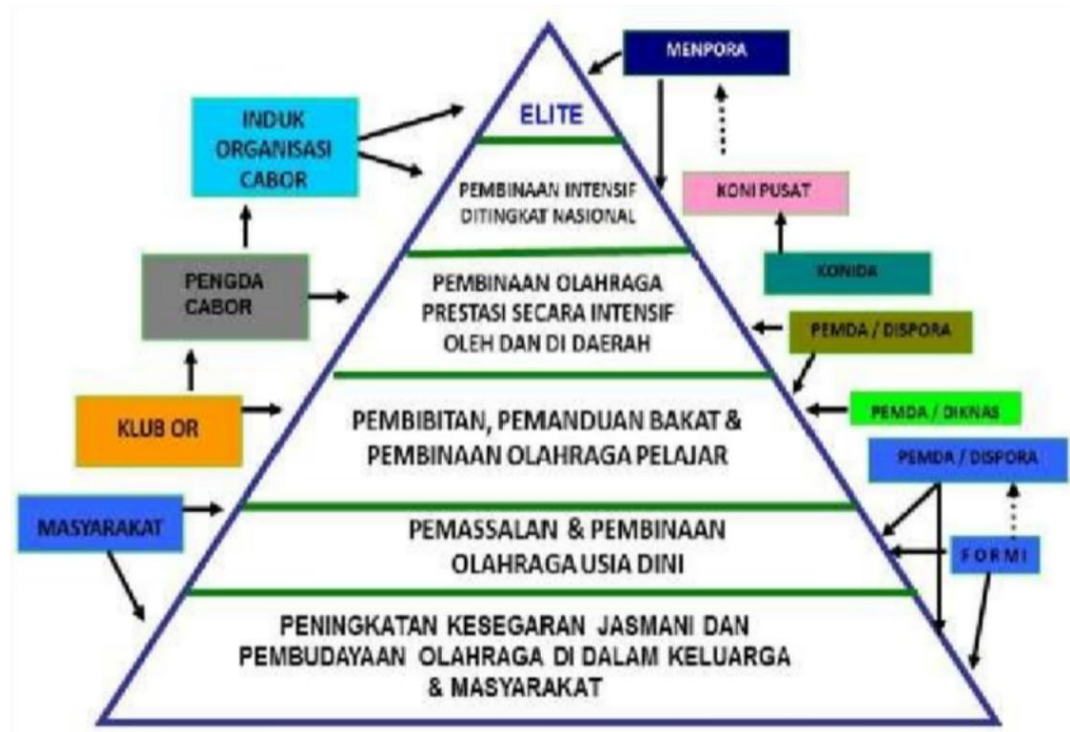 MENPORA
ELITE
INDUK
ORGANISASI
CABOR
PEMBINAAN INTENSIF
DITINGKAT NASIONAL
KONI PUSAT
KONIDA
PENGDA
CABOR
PEMBINAAN OLAHRAGA
PRESTASI SECARA INTENSIF
OLEH DAN DI DAERAH
PEMDA / DISPORA
KLUB OR
PEMBIBITAN, PEMANDUAN BAKAT &
PEMBINAAN OLAHRAGA PELAJAR
PEMDA / DIKNAS
PEMDA / DISPORA
MASYARAKAT
PEMASSALAN & PEMBINAAN
OLAHRAGA USIA DINI
F O R M I
PENINGKATAN KESEGARAN JASMANI DAN
PEMBUDAYAAN OLAHRAGA DI DALAM KELUARGA
& MASYARAKAT